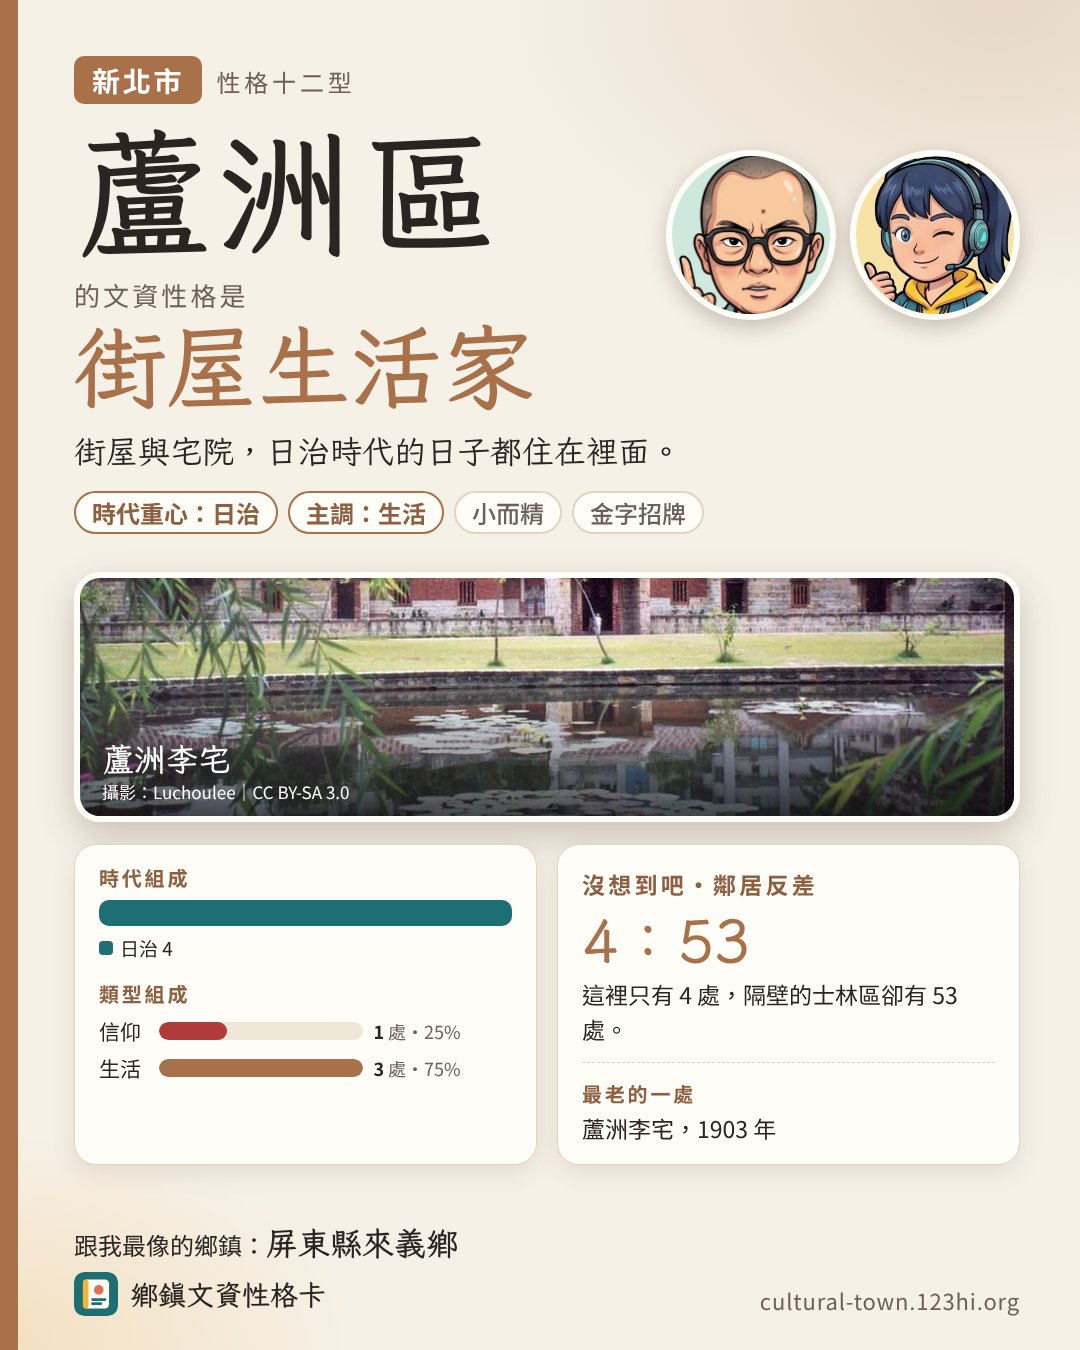 新北市 性格十二型
蘆洲區
的文資性格是
街屋生活家
街屋與宅院，日治時代的日子都住在裡面。
時代重心：日治 主調：生活 小而精 金字招牌
蘆洲李宅
攝影：Luchoulee｜CC BY-SA 3.0
時代組成
日治 4
類型組成
信仰 1 處・25%
生活 3 處・75%
沒想到吧・鄰居反差
4：53
這裡只有 4 處，隔壁的士林區卻有 53
處。
最老的一處
蘆洲李宅，1903 年
跟我最像的鄉鎮：屏東縣來義鄉
鄉鎮文資性格卡
cultural-town.123hi.org